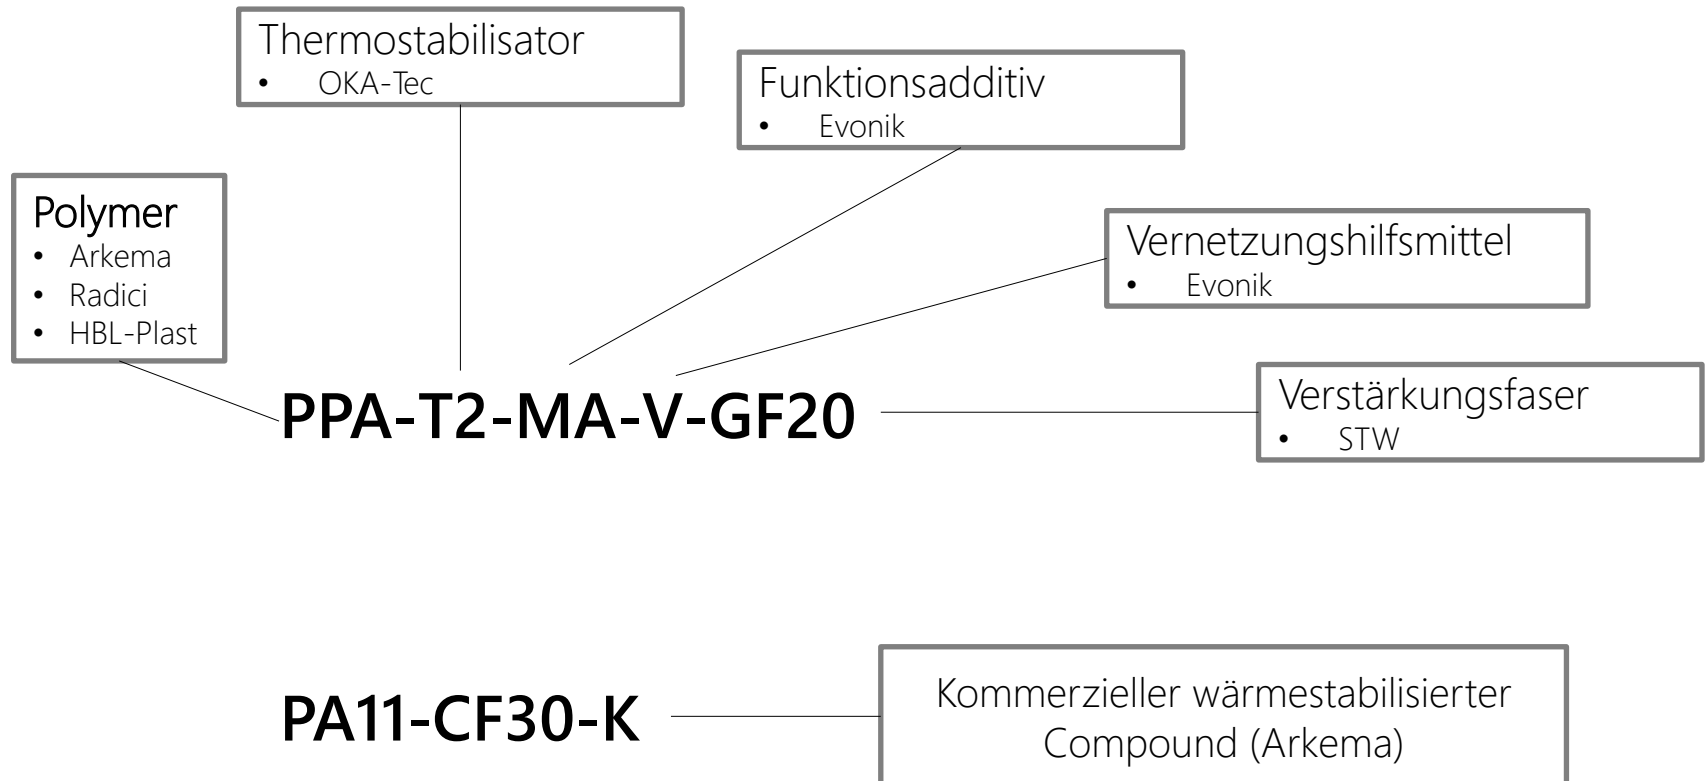 Thermostabilisator
• OKA-Tec
Funktionsadditiv
• Evonik
Polymer
• Arkema
• Radici
• HBL-Plast
Vernetzungshilfsmittel
• Evonik
PPA-T2-MA-V-GF20
Verstärkungsfaser
• STW
PA11-CF30-K
Kommerzieller wärmestabilisierter
Compound (Arkema)